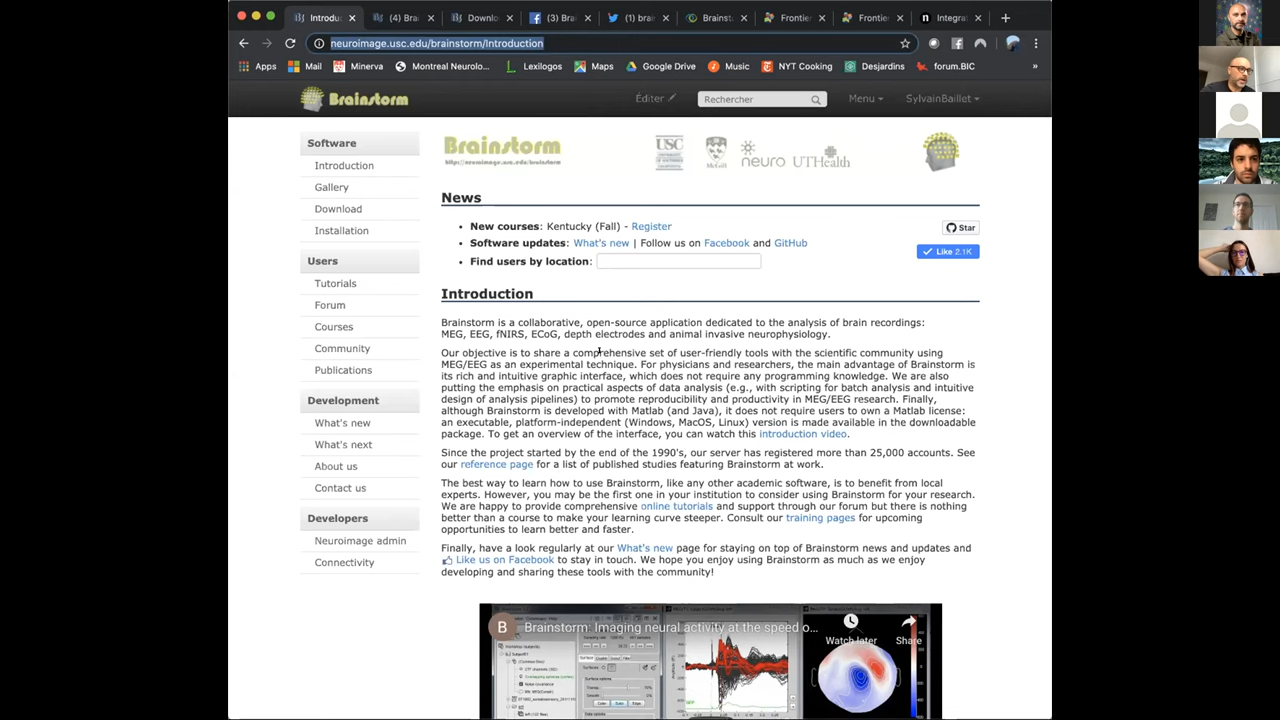 Introdu
(4) Bra
Downlo
(3) Bra
(1) brai
Brainst
Frontie
Frontie
Integra
neuroimage.usc.edu/brainstorm/Introduction
Apps
Mail
Minerva
Montreal Neurolo...
Lexilogos
Maps
Google Drive
Music
NYT Cooking
Desjardins
forum.BIC
»
Brainstorm
Éditer
Rechercher
Menu
SylvainBaillet
Software
Introduction
Gallery
Download
Installation
Users
Tutorials
Forum
Courses
Community
Publications
Development
What's new
What's next
About us
Contact us
Developers
Neuroimage admin
Connectivity
Brainstorm
http://neuroimage.usc.edu/brainstorm
USC
McGill
neuro
UTHealth
News
New courses: Kentucky (Fall) - Register
Star
Software updates: What's new | Follow us on Facebook and GitHub
Like 2.1K
Find users by location:
Introduction
Brainstorm is a collaborative, open-source application dedicated to the analysis of brain recordings:
MEG, EEG, fNIRS, ECoG, depth electrodes and animal invasive neurophysiology.
Our objective is to share a comprehensive set of user-friendly tools with the scientific community using
MEG/EEG as an experimental technique. For physicians and researchers, the main advantage of Brainstorm is
its rich and intuitive graphic interface, which does not require any programming knowledge. We are also
putting the emphasis on practical aspects of data analysis (e.g., with scripting for batch analysis and intuitive
design of analysis pipelines) to promote reproducibility and productivity in MEG/EEG research. Finally,
although Brainstorm is developed with Matlab (and Java), it does not require users to own a Matlab license:
an executable, platform-independent (Windows, MacOS, Linux) version is made available in the downloadable
package. To get an overview of the interface, you can watch this introduction video.
Since the project started by the end of the 1990's, our server has registered more than 25,000 accounts. See
our reference page for a list of published studies featuring Brainstorm at work.
The best way to learn how to use Brainstorm, like any other academic software, is to benefit from local
experts. However, you may be the first one in your institution to consider using Brainstorm for your research.
We are happy to provide comprehensive online tutorials and support through our forum but there is nothing
better than a course to make your learning curve steeper. Consult our training pages for upcoming
opportunities to learn better and faster.
Finally, have a look regularly at our What's new page for staying on top of Brainstorm news and updates and
Like us on Facebook to stay in touch. We hope you enjoy using Brainstorm as much as we enjoy
developing and sharing these tools with the community!
B
Brainstorm: Imaging neural activity at the speed o...
Watch later
Share